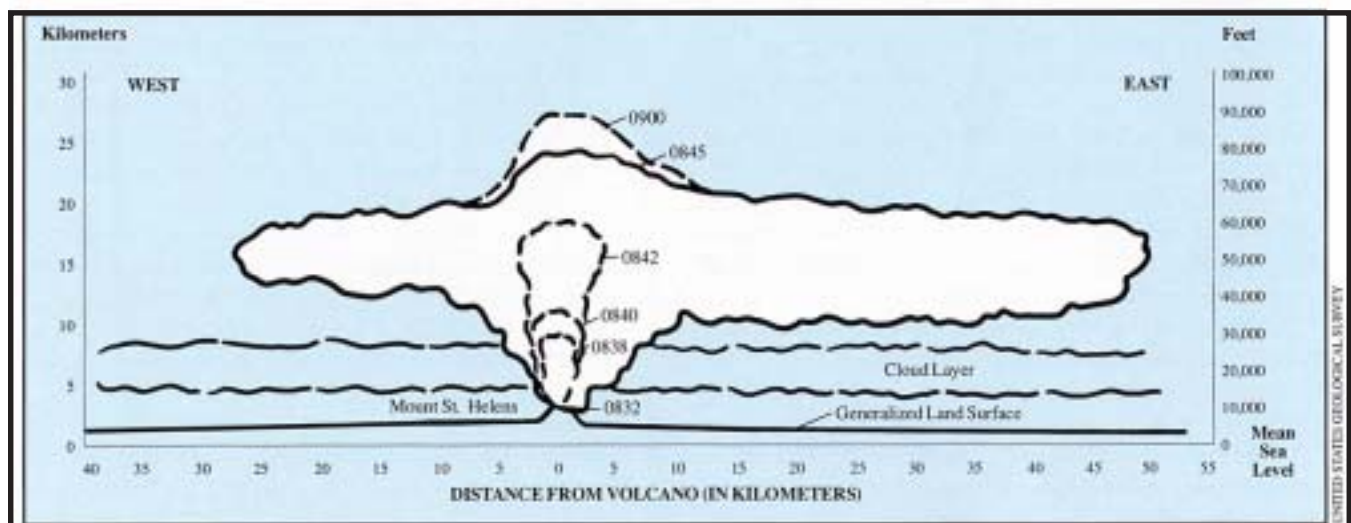 Kilometers Feet
WEST EAST
30 100,000
90,000
0900
25 80,000
0845
70,000
20 60,000
0842
15 50,000
40,000
10 0840 30,000
0838
Cloud Layer 20,000
5
Mount St. Helens 0832 Generalized Land Surface 10,000
0 0 Mean
Sea
Level
40 35 30 25 20 15 10 5 0 5 10 15 20 25 30 35 40 45 50 55
DISTANCE FROM VOLCANO (IN KILOMETERS)
UNITED STATES GEOLOGICAL SURVEY